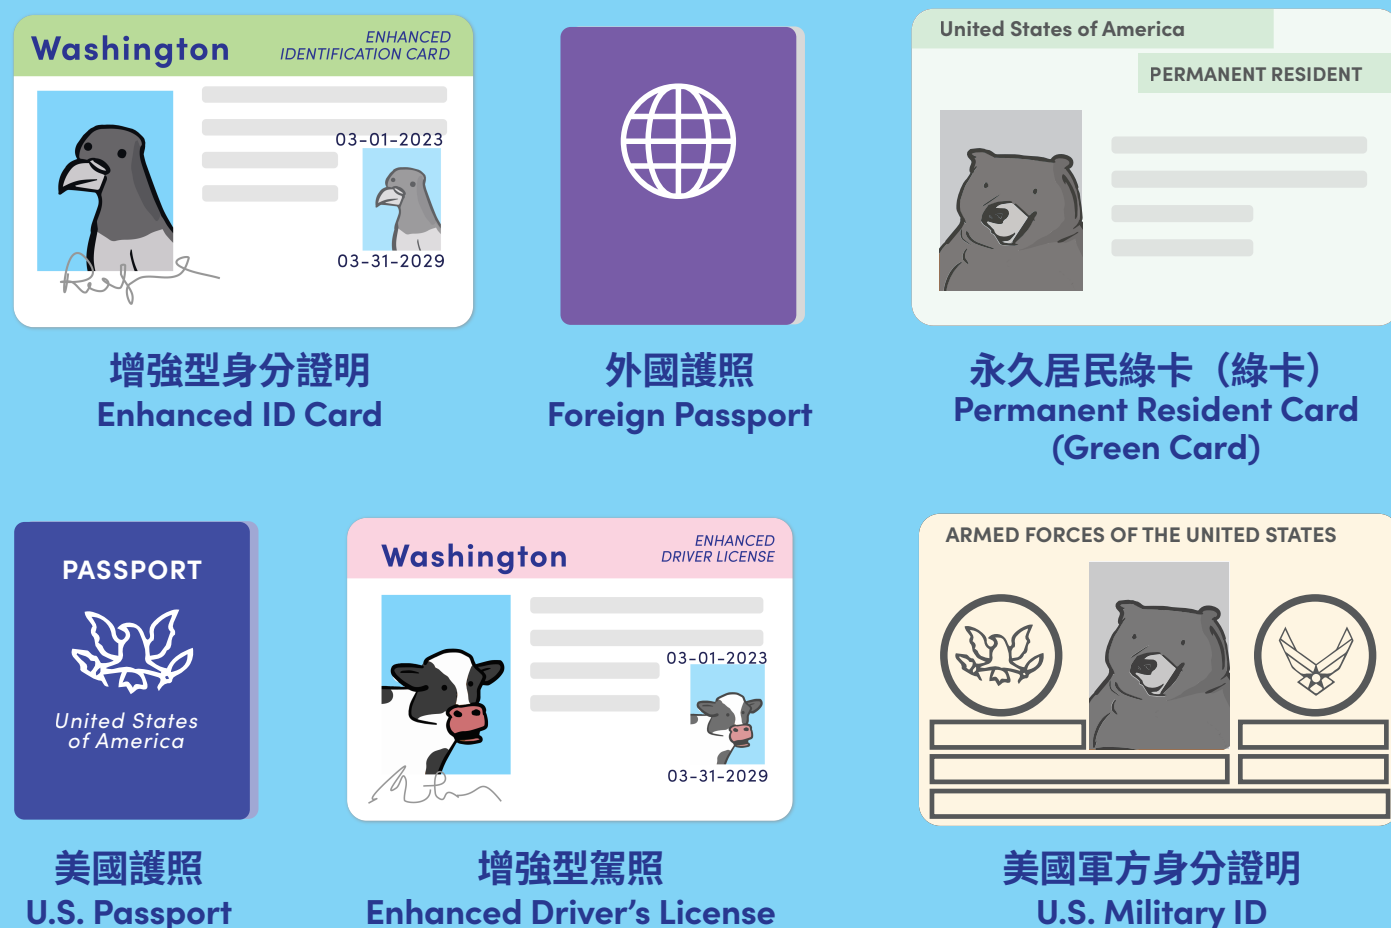 Washington
ENHANCED
IDENTIFICATION CARD
03-01-2023
03-31-2029
增強型身分證明
Enhanced ID Card
外國護照
Foreign Passport
United States of America
PERMANENT RESIDENT
永久居民綠卡（綠卡）
Permanent Resident Card
(Green Card)
PASSPORT
United States
of America
美國護照
U.S. Passport
Washington
ENHANCED
DRIVER LICENSE
03-01-2023
03-31-2029
增強型駕照
Enhanced Driver’s License
ARMED FORCES OF THE UNITED STATES
美國軍方身分證明
U.S. Military ID